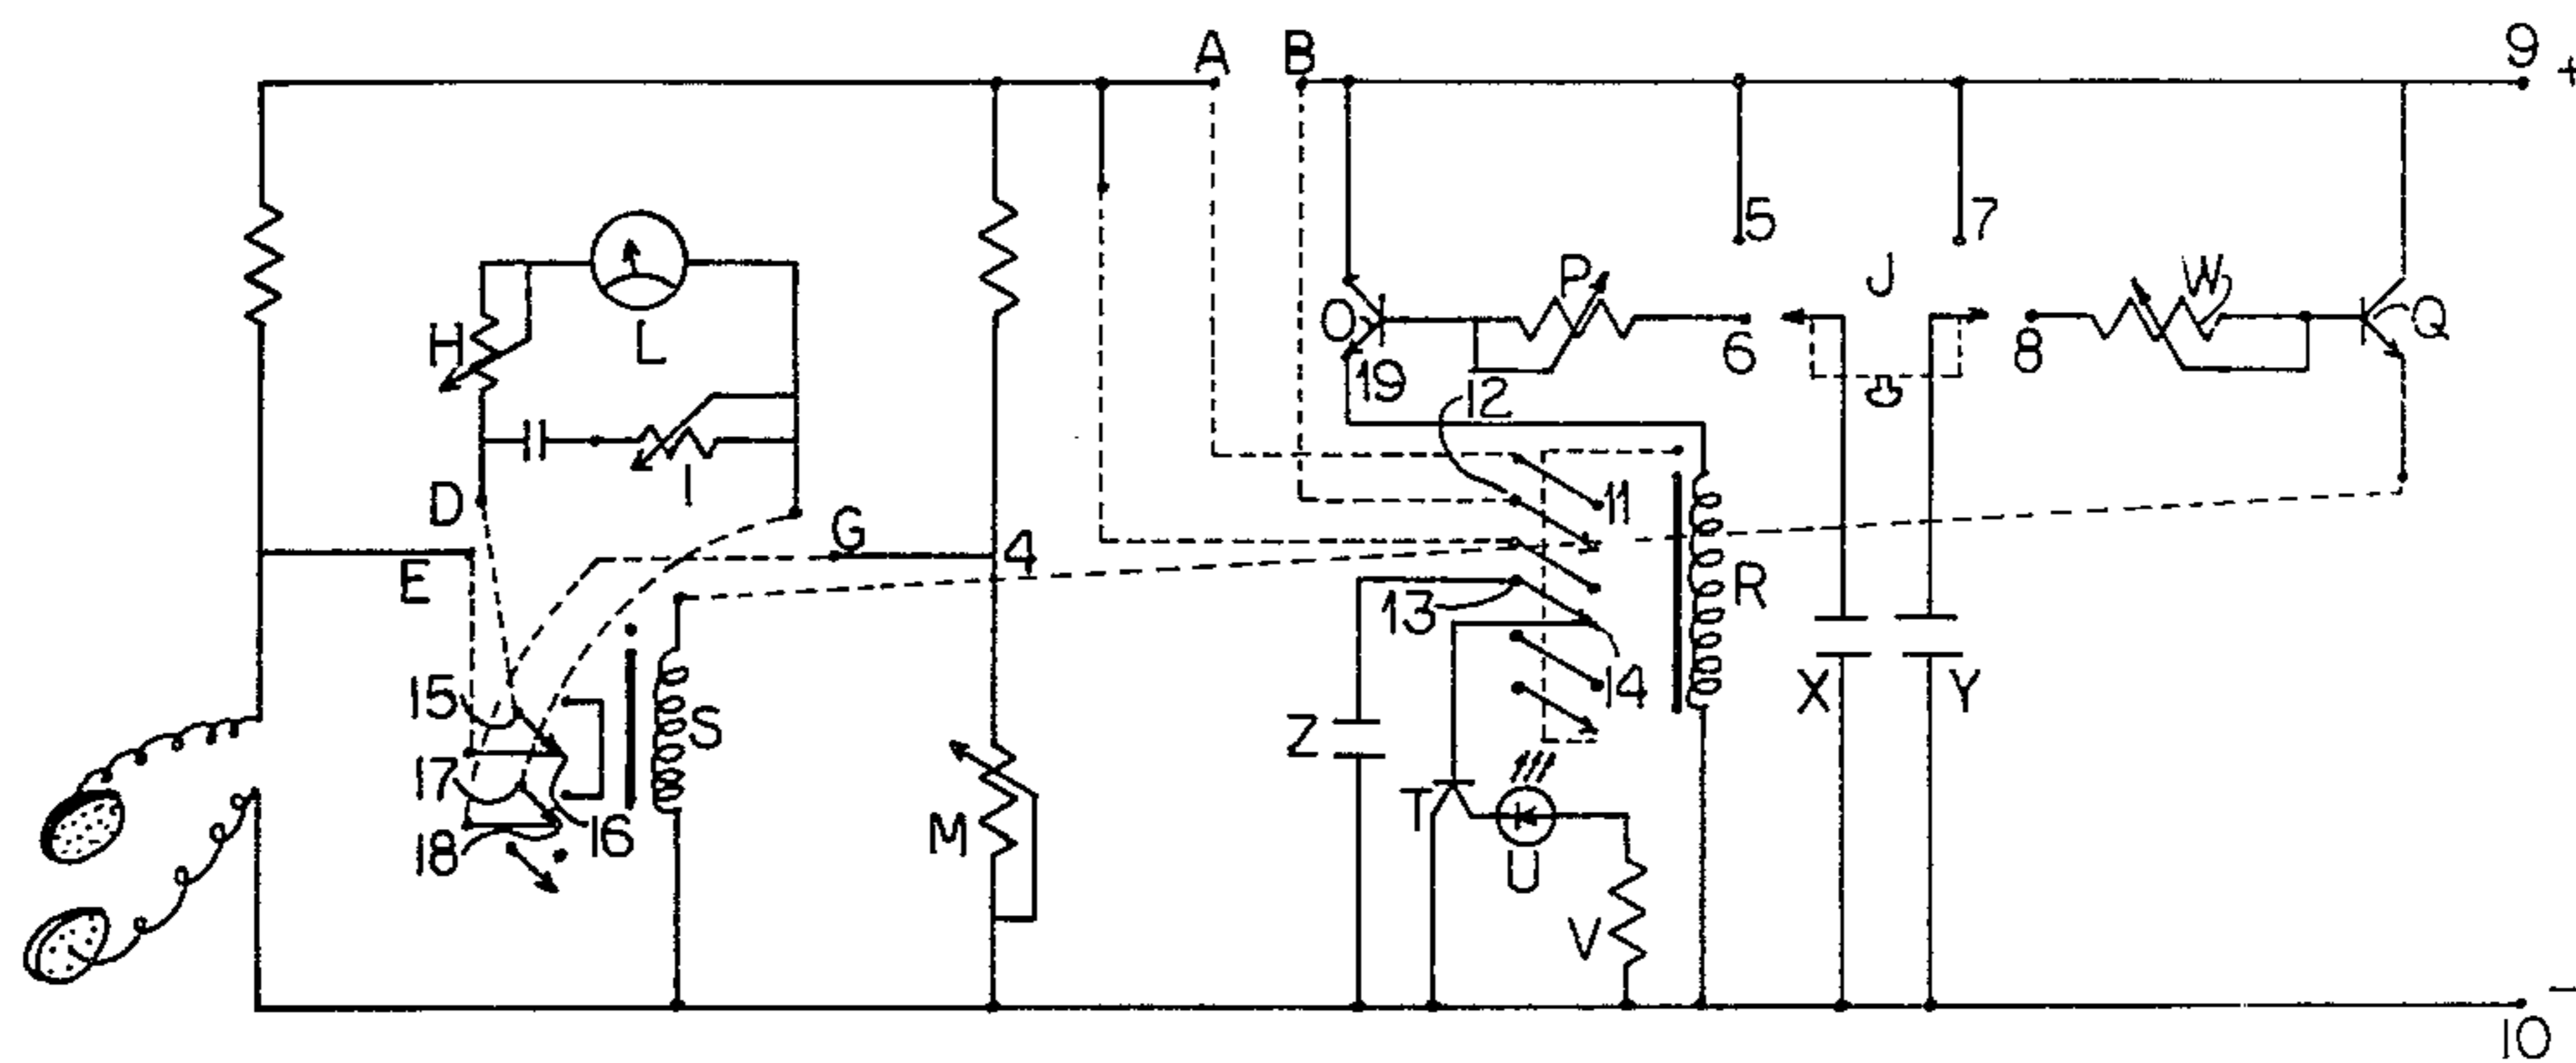 A B 9 +
5 7
P J W
H L O 6 8 Q
19
12
I
D 11
G
E 4 13 R
15 S 14 X Y
Z
17
T
M
18 16 U
V
-
10